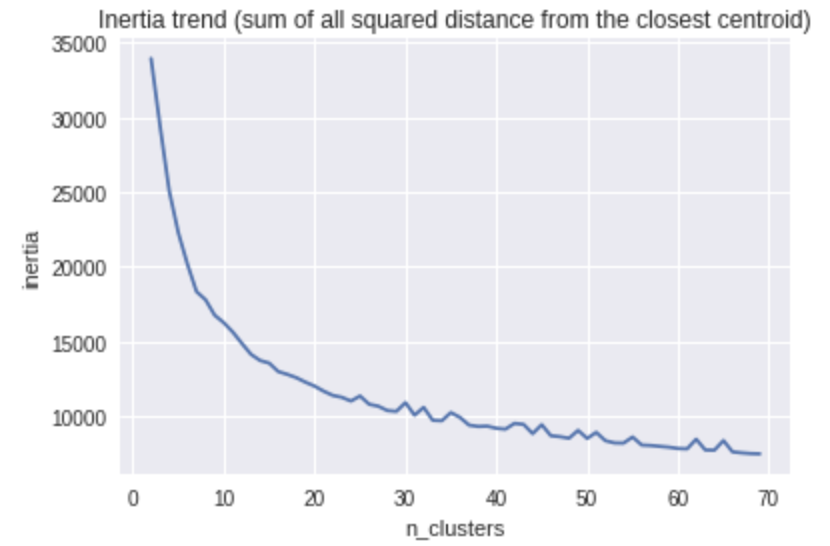 Inertia trend (sum of all squared distance from the closest centroid)
35000
30000
25000
20000
15000
10000
inertia
0 10 20 30 40 50 60 70
n_clusters